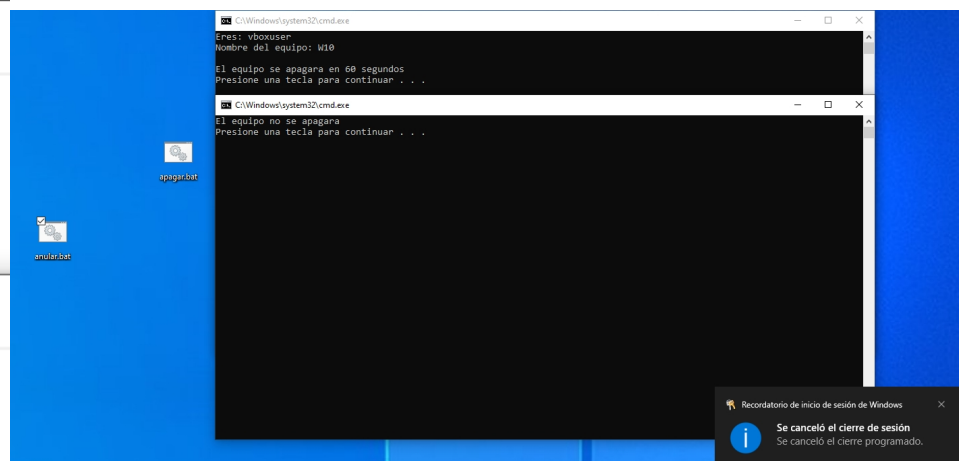 C:\Windows\system32\cmd.exe
Eres: vboxuser
Nombre del equipo: W10
El equipo se apagara en 60 segundos
Presione una tecla para continuar . . .
C:\Windows\system32\cmd.exe
El equipo no se apagara
Presione una tecla para continuar . . .
apagar.bat
anular.bat
Recordatorio de inicio de sesión de Windows
Se canceló el cierre de sesión
Se canceló el cierre programado.